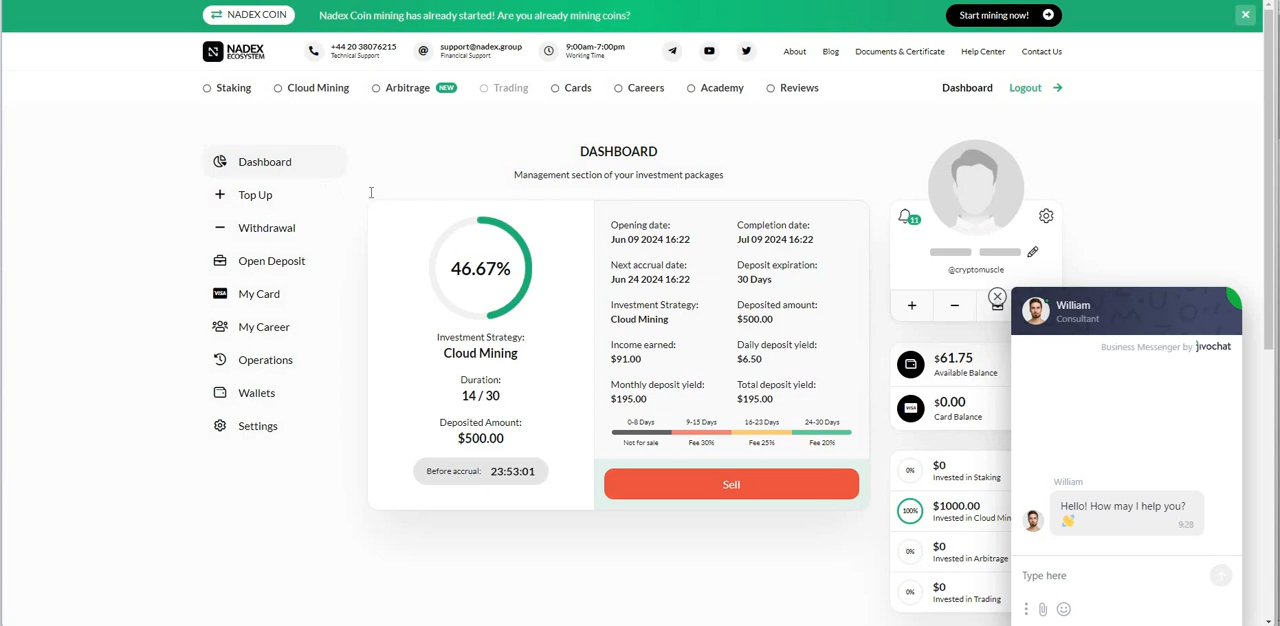 NADEX COIN
Nadex Coin mining has already started! Are you already mining coins?
Start mining now!
NADEX
ECOSYSTEM
+44 20 38076215
Technical Support
support@nadex.group
Financical Support
9:00am-7:00pm
Working Time
About
Blog
Documents & Certificate
Help Center
Contact Us
Staking
Cloud Mining
Arbitrage NEW
Trading
Cards
Careers
Academy
Reviews
Dashboard
Logout
Dashboard
Top Up
Withdrawal
Open Deposit
VISA My Card
My Career
Operations
Wallets
Settings
DASHBOARD
Management section of your investment packages
46.67%
Investment Strategy:
Cloud Mining
Duration:
14 / 30
Deposited Amount:
$500.00
Before accrual: 23:53:01
Opening date:
Jun 09 2024 16:22
Completion date:
Jul 09 2024 16:22
Next accrual date:
Jun 24 2024 16:22
Deposit expiration:
30 Days
Investment Strategy:
Cloud Mining
Deposited amount:
$500.00
Income earned:
$91.00
Daily deposit yield:
$6.50
Monthly deposit yield:
$195.00
Total deposit yield:
$195.00
0-8 Days
9-15 Days
16-23 Days
24-30 Days
Not for sale
Fee 30%
Fee 25%
Fee 20%
Sell
11
@cryptomuscle
$61.75
Available Balance
VISA
$0.00
Card Balance
0%
$0
Invested in Staking
100%
$1000.00
Invested in Cloud Min
0%
$0
Invested in Arbitrage
0%
$0
Invested in Trading
William
Consultant
Business Messenger by jivochat
William
Hello! How may I help you?
9:28
Type here